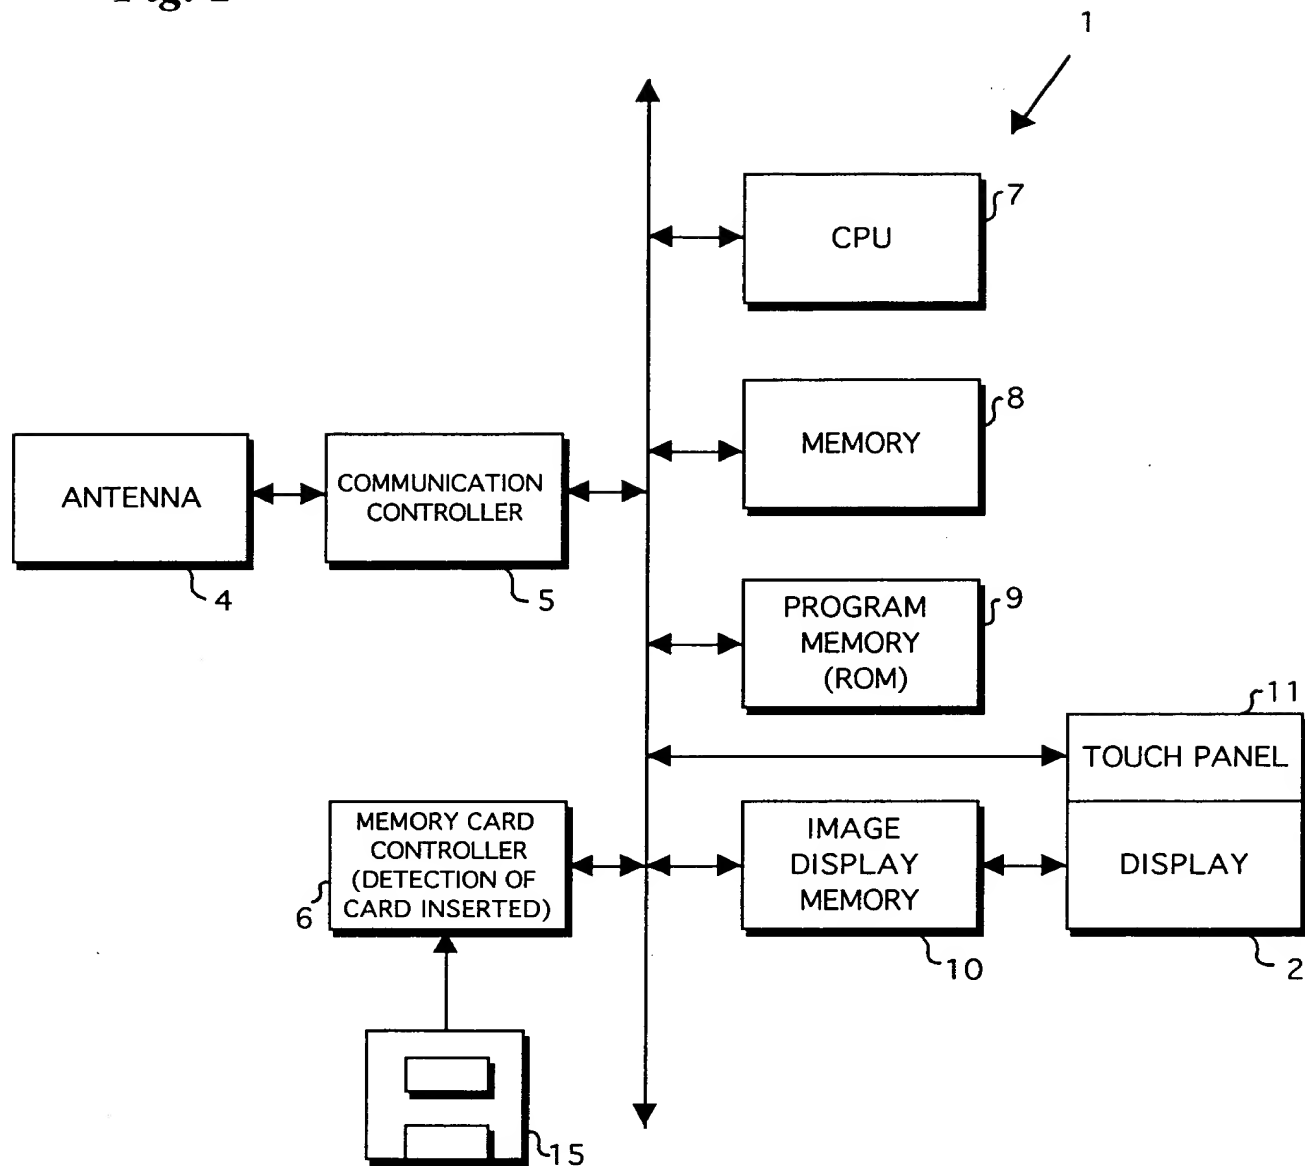 1
CPU
7
MEMORY
8
ANTENNA
4
COMMUNICATION
CONTROLLER
5
PROGRAM
MEMORY
(ROM)
9
11
TOUCH PANEL
DISPLAY
2
MEMORY CARD
CONTROLLER
(DETECTION OF
CARD INSERTED)
6
IMAGE
DISPLAY
MEMORY
10
15